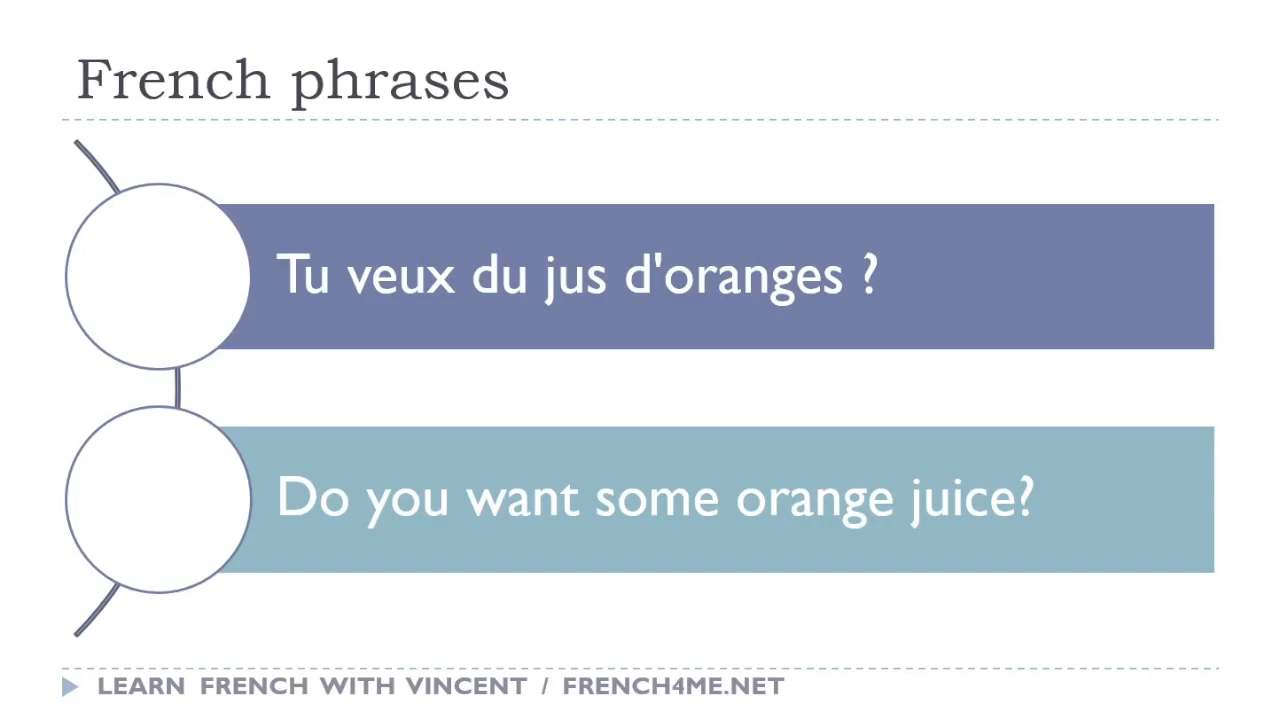 French phrases
Tu veux du jus d'oranges ?
Do you want some orange juice?
LEARN FRENCH WITH VINCENT / FRENCH4ME.NET